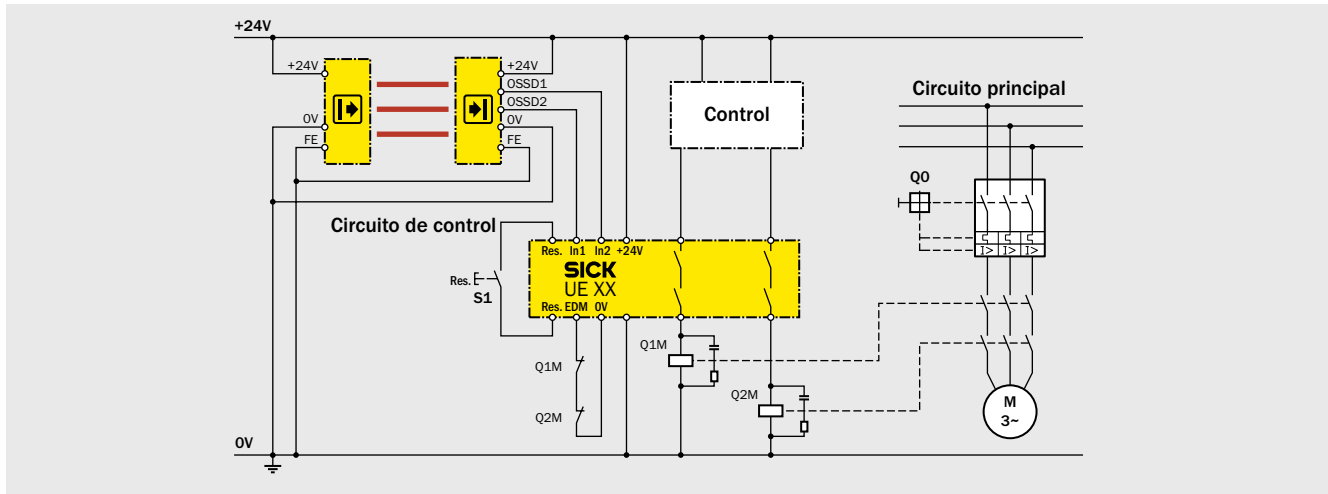 +24V
+24V
0V
FE
+24V
OSSD1
OSSD2
0V
FE
Control
Circuito principal
Q0
I> I> I>
Circuito de control
Res.
S1
Res. In1 In2 +24V
SICK
UE XX
Res. EDM 0V
Q1M
Q2M
Q1M
Q2M
M
3~
0V